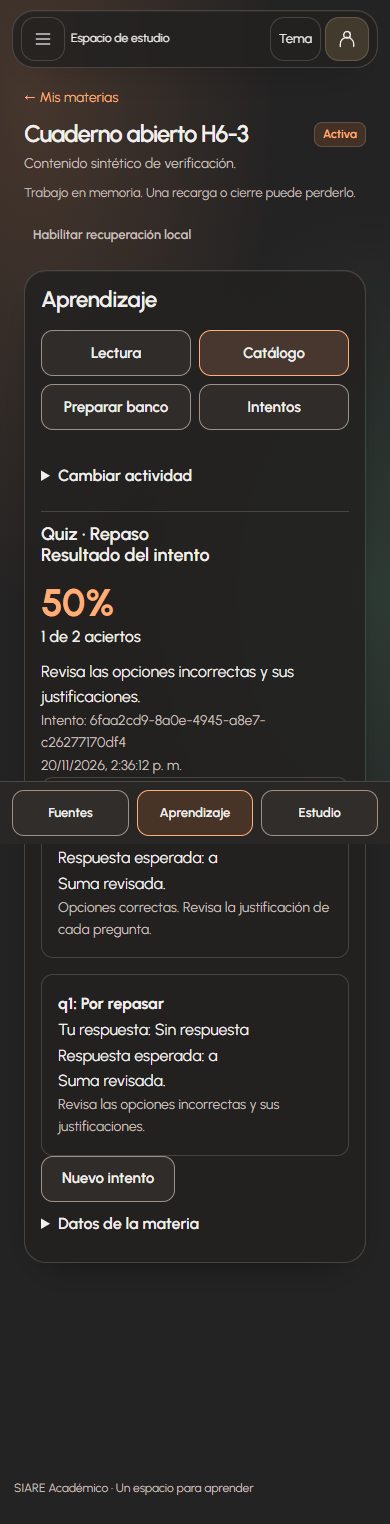 Espacio de estudio
Tema
← Mis materias
Cuaderno abierto H6-3
Activa
Contenido sintético de verificación.
Trabajo en memoria. Una recarga o cierre puede perderlo.
Habilitar recuperación local
Aprendizaje
Lectura
Catálogo
Preparar banco
Intentos
Cambiar actividad
Quiz · Repaso
Resultado del intento
50%
1 de 2 aciertos
Revisa las opciones incorrectas y sus
justificaciones.
Intento: 6faa2cd9-8a0e-4945-a8e7-
c26277170df4
20/11/2026, 2:36:12 p. m.
Fuentes
Aprendizaje
Estudio
Respuesta esperada: a
Suma revisada.
Opciones correctas. Revisa la justificación de
cada pregunta.
q1: Por repasar
Tu respuesta: Sin respuesta
Respuesta esperada: a
Suma revisada.
Revisa las opciones incorrectas y sus
justificaciones.
Nuevo intento
Datos de la materia
SIARE Académico · Un espacio para aprender